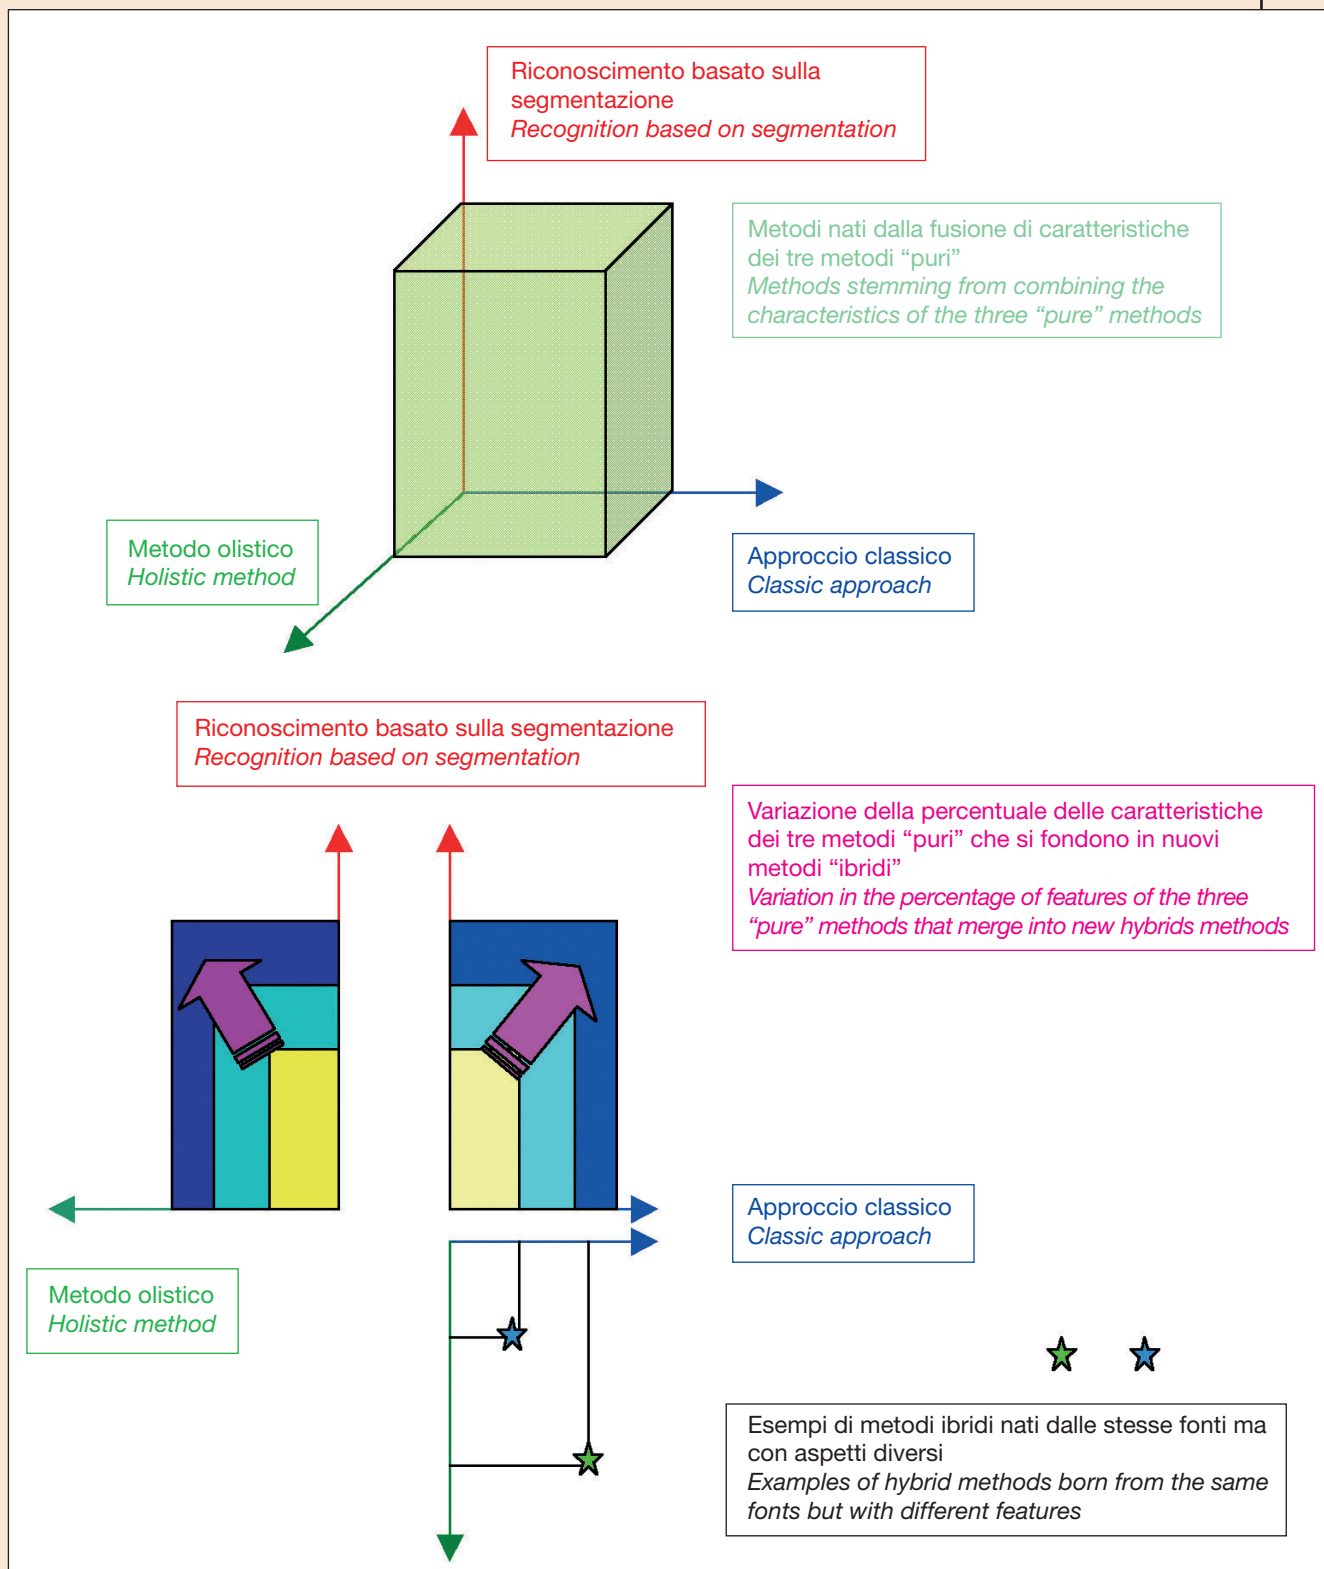 Riconoscimento basato sulla
segmentazione
Recognition based on segmentation
Metodi nati dalla fusione di caratteristiche
dei tre metodi “puri”
Methods stemming from combining the
characteristics of the three “pure” methods
Metodo olistico
Holistic method
Approccio classico
Classic approach
Riconoscimento basato sulla segmentazione
Recognition based on segmentation
Variazione della percentuale delle caratteristiche
dei tre metodi “puri” che si fondono in nuovi
metodi “ibridi”
Variation in the percentage of features of the three
“pure” methods that merge into new hybrids methods
Approccio classico
Classic approach
Metodo olistico
Holistic method
Esempi di metodi ibridi nati dalle stesse fonti ma
con aspetti diversi
Examples of hybrid methods born from the same
fonts but with different features